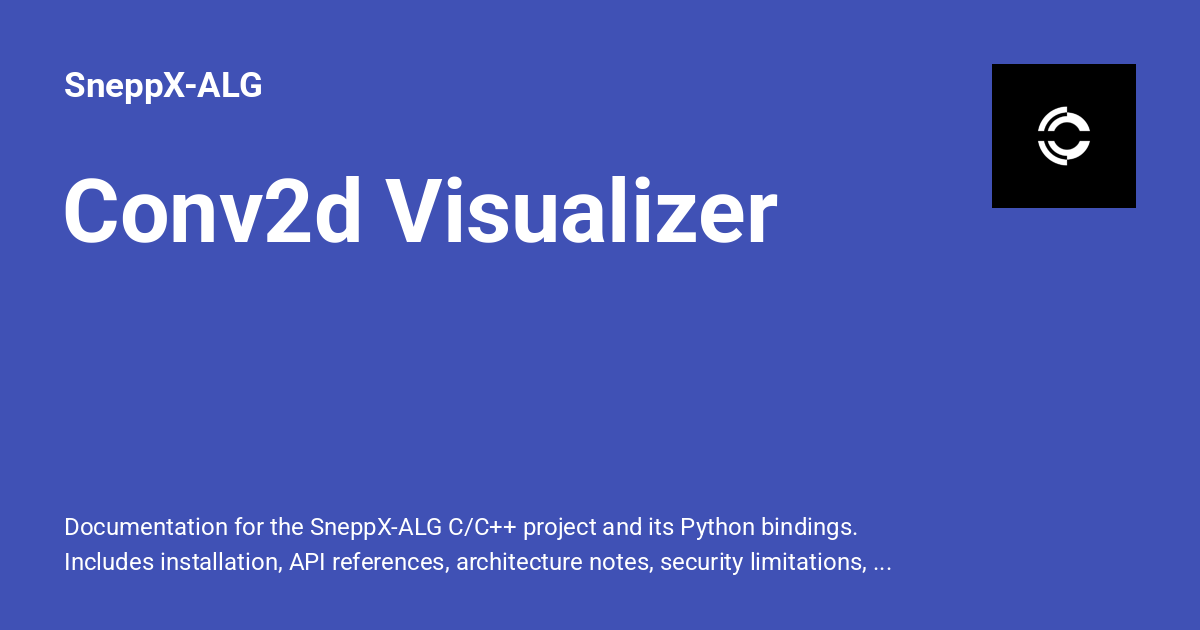 SneppX-ALG
Conv2d Visualizer
Documentation for the SneppX-ALG C/C++ project and its Python bindings.
Includes installation, API references, architecture notes, security limitations, ...